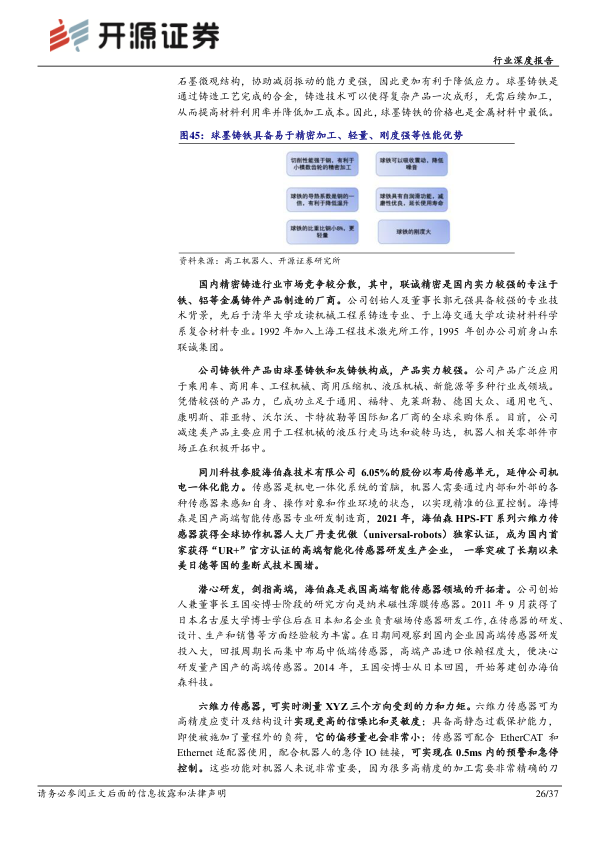 开源证券
行业深度报告
石墨微观结构，协助减弱振动的能力更强，因此更加有利于降低应力。球墨铸铁是
通过铸造工艺完成的合金，铸造技术可以使得复杂产品一次成形，无需后续加工，
从而提高材料利用率并降低加工成本。因此，球墨铸铁的价格也是金属材料中最低。
图45：球墨铸铁具备易于精密加工、轻量、刚度强等性能优势
切削性能强于钢，有利于
小模数齿轮的精密加工
球铁可以吸收震动，降低
噪音
球铁的导热系数是钢的一
倍，有利于降低温升
球铁具有自润滑功能，减
磨性优良，延长使用寿命
球铁的比重比钢小8%，更
轻量
球铁的刚度大
资料来源：高工机器人、开源证券研究所
国内精密铸造行业市场竞争较分散，其中，联诚精密是国内实力较强的专注于
铁、铝等金属铸件产品制造的厂商。公司创始人及董事长郭元强具备较强的专业技
术背景，先后于清华大学攻读机械工程系铸造专业、于上海交通大学攻读材料科学
系复合材料专业。1992 年加入上海工程技术激光所工作，1995 年创办公司前身山东
联诚集团。
公司铸铁件产品由球墨铸铁和灰铸铁构成，产品实力较强。公司产品广泛应用
于乘用车、商用车、工程机械、商用压缩机、液压机械、新能源等多种行业或领域。
凭借较强的产品力，已成功立足于通用、福特、克莱斯勒、德国大众、通用电气、
康明斯、菲亚特、沃尔沃、卡特彼勒等国际知名厂商的全球采购体系。目前，公司
减速类产品主要应用于工程机械的液压行走马达和旋转马达，机器人相关零部件市
场正在积极开拓中。
同川科技参股海伯森技术有限公司 6.05%的股份以布局传感单元，延伸公司机
电一体化能力。传感器是机电一体化系统的首脑，机器人需要通过内部和外部的各
种传感器来感知自身、操作对象和作业环境的状态，以实现精准的位置控制。海博
森是国产高端智能传感器专业研发制造商，2021 年，海伯森 HPS-FT 系列六维力传
感器获得全球协作机器人大厂丹麦优傲（universal-robots）独家认证，成为国内首
家获得“UR+”官方认证的高端智能化传感器研发生产企业， 一举突破了长期以来
美日德等国的垄断式技术围堵。
潜心研发，剑指高端，海伯森是我国高端智能传感器领域的开拓者。公司创始
人兼董事长王国安博士阶段的研究方向是纳米磁性薄膜传感器。2011 年 9 月获得了
日本名古屋大学博士学位后在日本知名企业负责磁场传感器研发工作，在传感器的研发、
设计、生产和销售等方面经验较为丰富。在日期间观察到国内企业因高端传感器研发
投入大，回报周期长而集中布局中低端传感器，高端产品进口依赖程度大，便决心
研发量产国产的高端传感器。2014 年，王国安博士从日本回国，开始筹建创办海伯
森科技。
六维力传感器，可实时测量 XYZ 三个方向受到的力和力矩。六维力传感器可为
高精度应变计及结构设计实现更高的信噪比和灵敏度；具备高静态过载保护能力，
即使被施加了量程外的负荷，它的偏移量也会非常小；传感器可配合 EtherCAT 和
Ethernet 适配器使用，配合机器人的急停 IO 链接，可实现在 0.5ms 内的预警和急停
控制。这些功能对机器人来说非常重要，因为很多高精度的加工需要非常精确的刀
请务必参阅正文后面的信息披露和法律声明
26/37